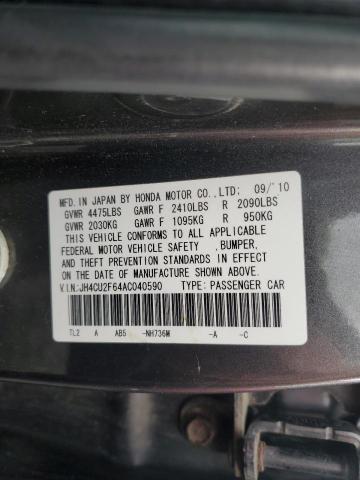 MFD. IN JAPAN BY HONDA MOTOR CO., LTD: 09/'10
GVWR 4475LBS GAWR F 2410LBS R 2090LBS
GVWR 2030KG GAWR F 1095KG R 950KG
THIS VEHICLE CONFORMS TO ALL APPLICABLE
FEDERAL MOTOR VEHICLE SAFETY , BUMPER,
AND THEFT PREVENTION STANDARDS IN EFFECT
ON THE DATE OF MANUFACTURE SHOWN ABOVE.
V.I.N.:JH4CU2F64AC040590 TYPE: PASSENGER CAR
TL2 A AB5 -NH736M -A -C